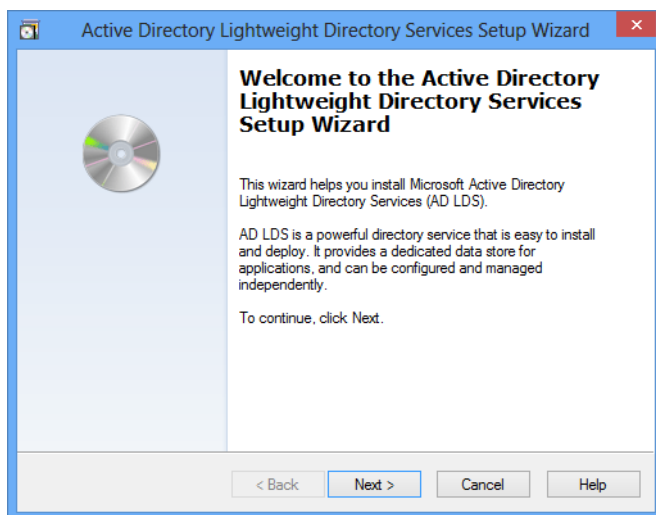 Active Directory Lightweight Directory Services Setup Wizard
Welcome to the Active Directory
Lightweight Directory Services
Setup Wizard
This wizard helps you install Microsoft Active Directory
Lightweight Directory Services (AD LDS).
AD LDS is a powerful directory service that is easy to install
and deploy. It provides a dedicated data store for
applications, and can be configured and managed
independently.
To continue, click Next.
< Back Next > Cancel Help